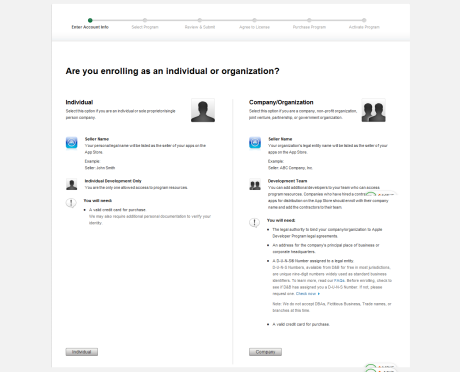 Enter Account Info
Select Program
Review & Submit
Agree to License
Purchase Program
Activate Program
Are you enrolling as an individual or organization?
Individual
Select this option if you are an individual or sole proprietor/single
person company.
Seller Name
Your personal legal name will be listed as the seller of your apps on the
App Store.
Example:
Seller: John Smith
Individual Development Only
You are the only one allowed access to program resources.
You will need:
A valid credit card for purchase.
We may also require additional personal documentation to verify your
identity.
Individual
Company/Organization
Select this option if you are a company, non-profit organization,
joint venture, partnership, or government organization.
Seller Name
Your organization's legal entity name will be listed as the seller of your
apps on the App Store.
Example:
Seller: ABC Company, Inc.
Development Team
You can add additional developers to your team who can access
program resources. Companies who have hired a
apps for distribution on the App Store should enroll with their company
name and add the contractors to their team.
You will need:
The legal authority to bind your company/organization to Apple
Developer Program legal agreements.
An address for the company's principal place of business or
corporate headquarters.
A D-U-N-S Number assigned to a legal entity.
D-U-N-S Numbers, available from D&B for free in most jurisdictions,
are unique nine-digit numbers widely used as standard business
identifiers. To learn more, read our FAQs. Before enrolling, check to
see if D&B has assigned you a D-U-N-S Number. If not, please
request one. Check now
Note: We do not accept DBAs, Fictitious Business, Trade names, or
branches at this time.
A valid credit card for purchase.
Company